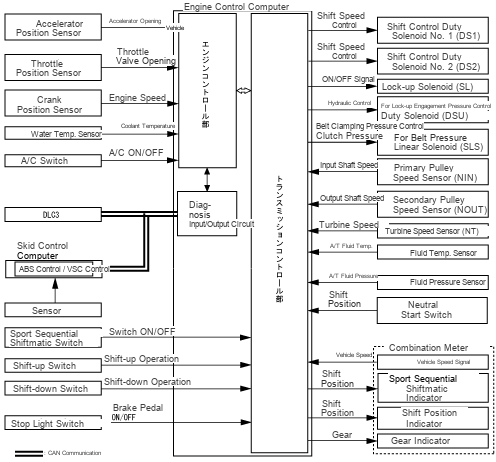 Engine Control Computer
Accelerator
Position Sensor
Accelerator Opening
Vehicle
Throttle
Position Sensor
Throttle
Valve Opening
Crank
Position Sensor
Engine Speed
Water Temp. Sensor
Coolant Temperature
A/C Switch
A/C ON/OFF
エンジンコントロール部
Diag-
nosis
Input/Output Circuit
トランスミッションコントロール部
DLC3
Skid Control
Computer
ABS Control / VSC Control
Sensor
Sport Sequential
Shiftmatic Switch
Switch ON/OFF
Shift-up Switch
Shift-up Operation
Shift-down Switch
Shift-down Operation
Stop Light Switch
Brake Pedal
ON/OFF
CAN Communication
Shift Speed
Control
Shift Control Duty
Solenoid No. 1 (DS1)
Shift Speed
Control
Shift Control Duty
Solenoid No. 2 (DS2)
ON/OFF Signal
Lock-up Solenoid (SL)
Hydraulic Control
For Lock-up Engagement Pressure Control
Duty Solenoid (DSU)
Belt Clamping Pressure Control
Clutch Pressure
For Belt Pressure
Linear Solenoid (SLS)
Input Shaft Speed
Primary Pulley
Speed Sensor (NIN)
Output Shaft Speed
Secondary Pulley
Speed Sensor (NOUT)
Turbine Speed
Turbine Speed Sensor (NT)
A/T Fluid Temp.
Fluid Temp. Sensor
A/T Fluid Pressure
Fluid Pressure Sensor
Shift
Position
Neutral
Start Switch
Combination Meter
Vehicle Speed
Vehicle Speed Signal
Shift
Position
Sport Sequential
Shiftmatic
Indicator
Shift
Position
Shift Position
Indicator
Gear
Gear Indicator